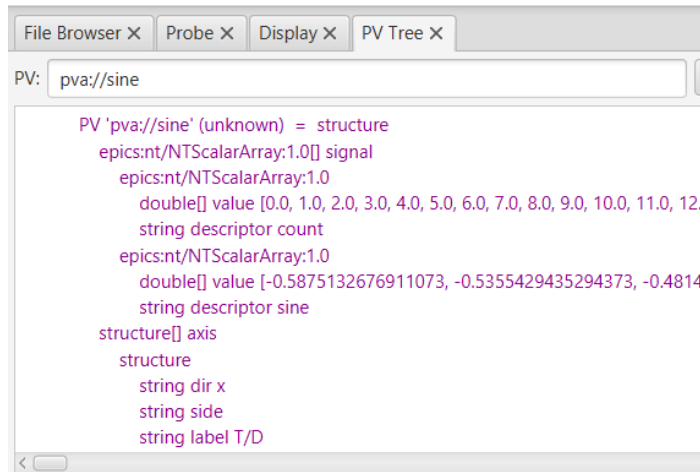 File Browser Probe Display PV Tree
PV: pva://sine
PV 'pva://sine' (unknown) = structure
epics:nt/NTScalarArray:1.0[] signal
epics:nt/NTScalarArray:1.0
double[] value [0.0, 1.0, 2.0, 3.0, 4.0, 5.0, 6.0, 7.0, 8.0, 9.0, 10.0, 11.0, 12.
string descriptor count
epics:nt/NTScalarArray:1.0
double[] value [-0.5875132676911073, -0.5355429435294373, -0.4814
string descriptor sine
structure[] axis
structure
string dir x
string side
string label T/D